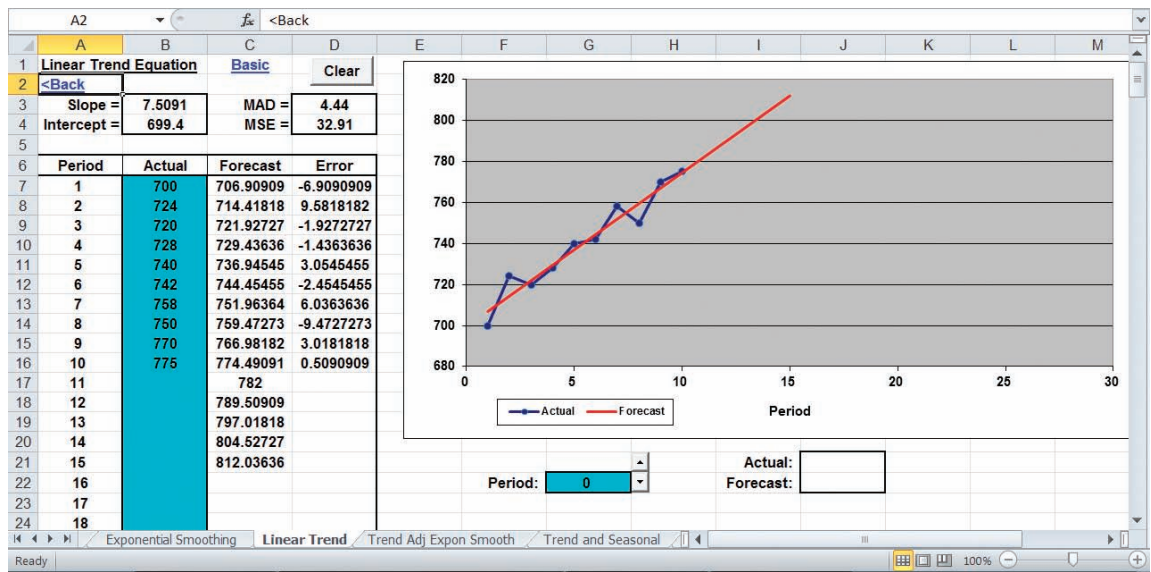 A2 fx <Back
A B C D E F G H I J K L M
1 Linear Trend Equation Basic Clear
2 <Back
3 Slope = 7.5091 MAD = 4.44
4 Intercept = 699.4 MSE = 32.91
5
6 Period Actual Forecast Error
7 1 700 706.90909 -6.9090909
8 2 724 714.41818 9.5818182
9 3 720 721.92727 -1.9272727
10 4 728 729.43636 -1.4363636
11 5 740 736.94545 3.0545455
12 6 742 744.45455 -2.4545455
13 7 758 751.96364 6.0363636
14 8 750 759.47273 -9.4727273
15 9 770 766.98182 3.0181818
16 10 775 774.49091 0.5090909
17 11 782
18 12 789.50909
19 13 797.01818
20 14 804.52727
21 15 812.03636
22 16
23 17
24 18
820
800
780
760
740
720
700
680
0 5 10 15 20 25 30
Actual Forecast Period
Actual:
Period: 0 Forecast:
Exponential Smoothing Linear Trend Trend Adj Expon Smooth Trend and Seasonal
Ready 100%